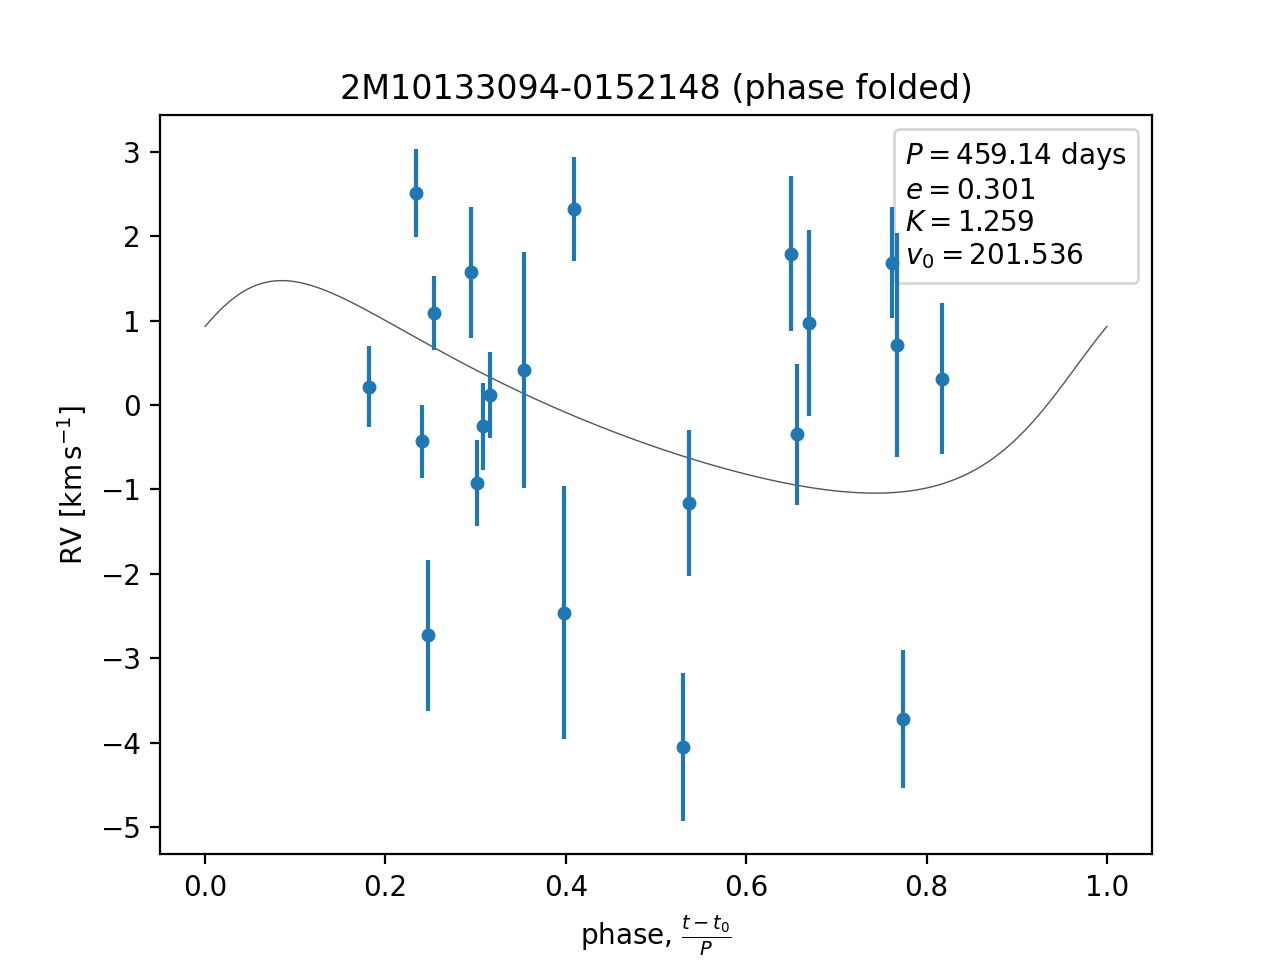 2M10133094-0152148 (phase folded)
P = 459.14 days
e = 0.301
K = 1.259
v₀ = 201.536
3
2
1
0
−1
−2
−3
−4
−5
RV [km s⁻¹]
0.0 0.2 0.4 0.6 0.8 1.0
phase, (t − t₀)/P